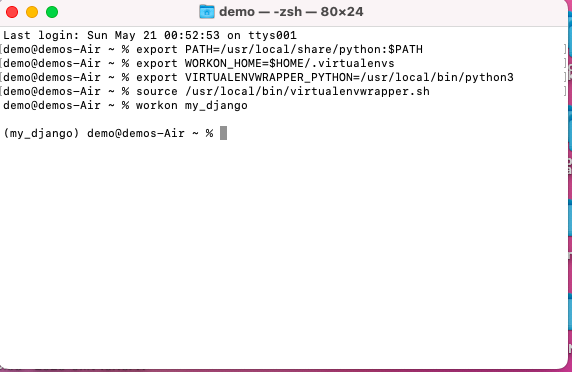 demo — -zsh — 80×24
Last login: Sun May 21 00:52:53 on ttys001
[demo@demos-Air ~ % export PATH=/usr/local/share/python:$PATH ]
[demo@demos-Air ~ % export WORKON_HOME=$HOME/.virtualenvs ]
[demo@demos-Air ~ % export VIRTUALENVWRAPPER_PYTHON=/usr/local/bin/python3 ]
[demo@demos-Air ~ % source /usr/local/bin/virtualenvwrapper.sh ]
demo@demos-Air ~ % workon my_django
(my_django) demo@demos-Air ~ %